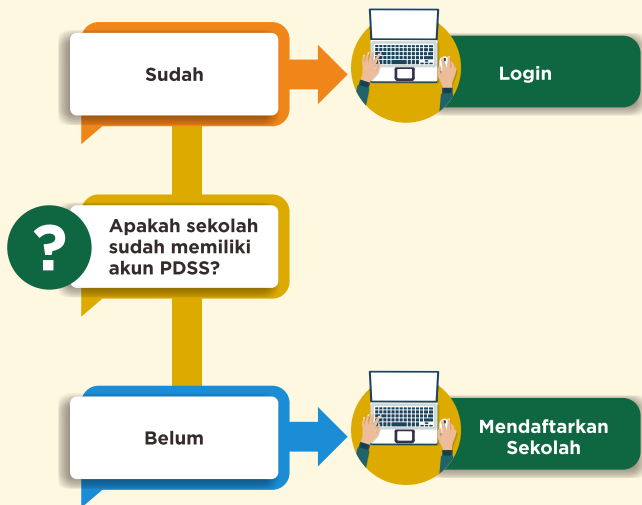 Sudah
Login
?
Apakah sekolah
sudah memiliki
akun PDSS?
Belum
Mendaftarkan
Sekolah